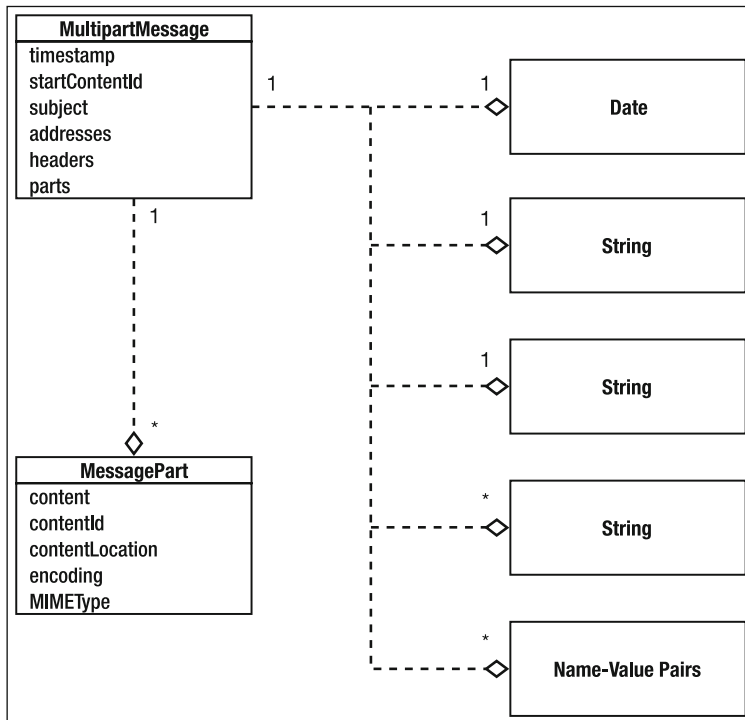 MultipartMessage
timestamp
startContentId
subject
addresses
headers
parts
1
1
Date
1
1
String
1
String
*
String
*
Name-Value Pairs
*
MessagePart
content
contentId
contentLocation
encoding
MIMEType